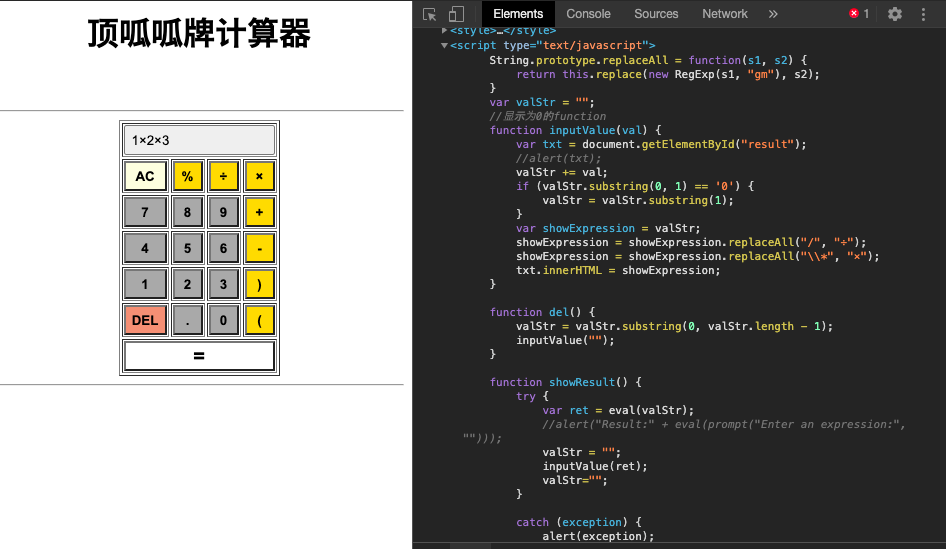 顶呱呱牌计算器
1×2×3
AC % ÷ ×
7 8 9 +
4 5 6 -
1 2 3 )
DEL . 0 (
=
Elements Console Sources Network » 1
<style>…</style>
<script type="text/javascript">
String.prototype.replaceAll = function(s1, s2) {
return this.replace(new RegExp(s1, "gm"), s2);
}
var valStr = "";
//显示为0的function
function inputValue(val) {
var txt = document.getElementById("result");
//alert(txt);
valStr += val;
if (valStr.substring(0, 1) == '0') {
valStr = valStr.substring(1);
}
var showExpression = valStr;
showExpression = showExpression.replaceAll("/", "÷");
showExpression = showExpression.replaceAll("\\*", "×");
txt.innerHTML = showExpression;
}
function del() {
valStr = valStr.substring(0, valStr.length - 1);
inputValue("");
}
function showResult() {
try {
var ret = eval(valStr);
//alert("Result:" + eval(prompt("Enter an expression:",
"")));
valStr = "";
inputValue(ret);
valStr="";
}
catch (exception) {
alert(exception);